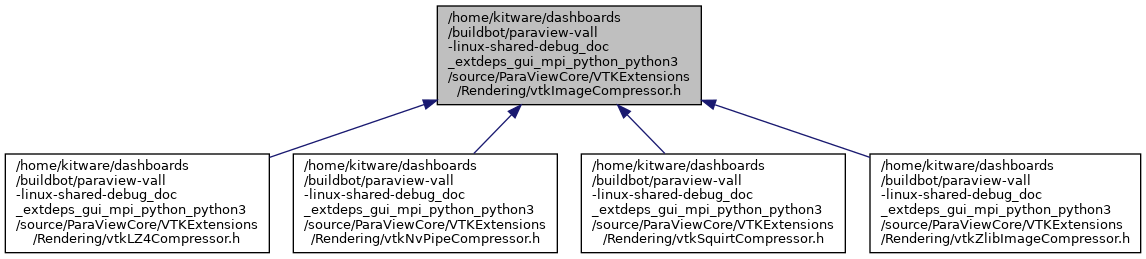 /home/kitware/dashboards
/buildbot/paraview-vall
-linux-shared-debug_doc
_extdeps_gui_mpi_python_python3
/source/ParaViewCore/VTKExtensions
/Rendering/vtkImageCompressor.h
/home/kitware/dashboards
/buildbot/paraview-vall
-linux-shared-debug_doc
_extdeps_gui_mpi_python_python3
/source/ParaViewCore/VTKExtensions
/Rendering/vtkLZ4Compressor.h
/home/kitware/dashboards
/buildbot/paraview-vall
-linux-shared-debug_doc
_extdeps_gui_mpi_python_python3
/source/ParaViewCore/VTKExtensions
/Rendering/vtkNvPipeCompressor.h
/home/kitware/dashboards
/buildbot/paraview-vall
-linux-shared-debug_doc
_extdeps_gui_mpi_python_python3
/source/ParaViewCore/VTKExtensions
/Rendering/vtkSquirtCompressor.h
/home/kitware/dashboards
/buildbot/paraview-vall
-linux-shared-debug_doc
_extdeps_gui_mpi_python_python3
/source/ParaViewCore/VTKExtensions
/Rendering/vtkZlibImageCompressor.h